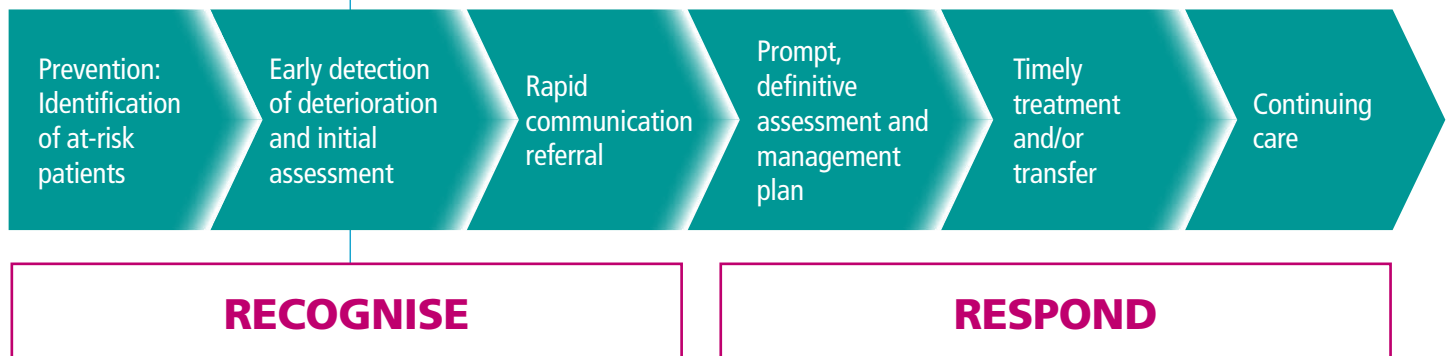 Prevention:
Identification
of at-risk
patients
Early detection
of deterioration
and initial
assessment
Rapid
communication
referral
Prompt,
definitive
assessment and
management
plan
Timely
treatment
and/or
transfer
Continuing
care
RECOGNISE
RESPOND